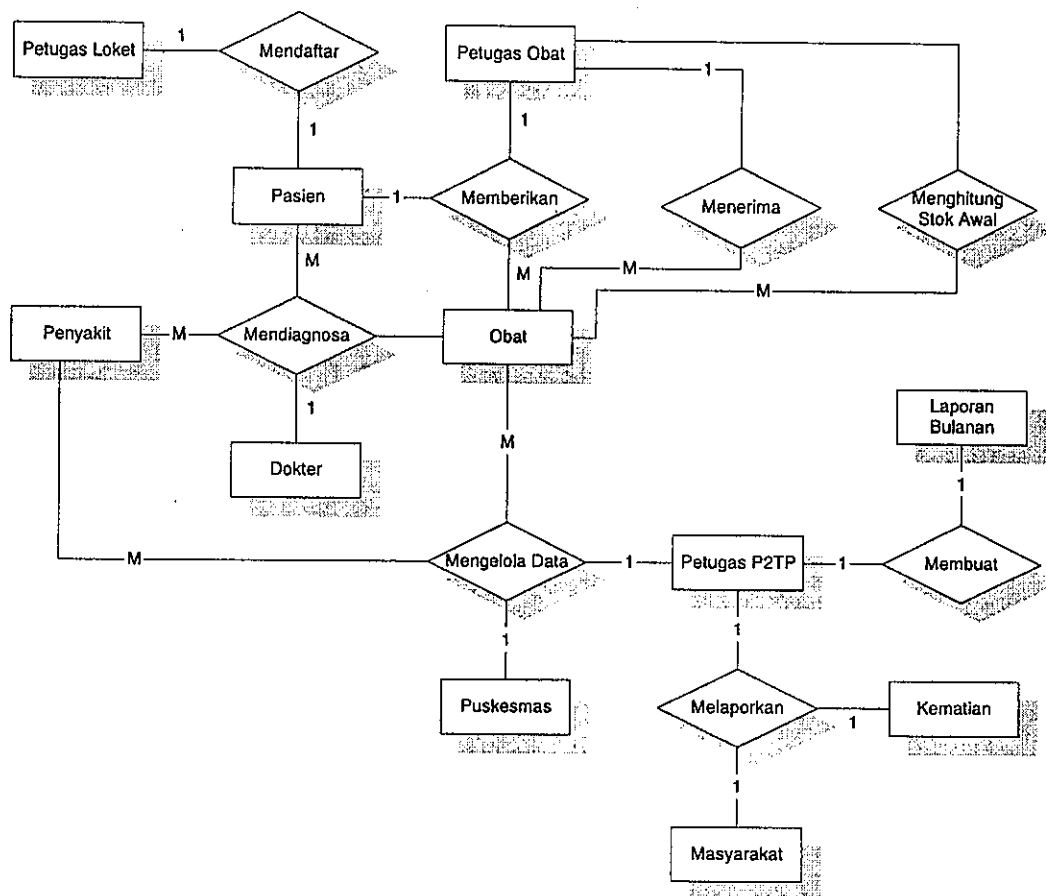 Petugas Loket
1
Mendaftar
Petugas Obat
1
1
1
Pasien
1
Memberikan
Menerima
Menghitung
Stok Awal
M
M
M
M
Penyakit
M
Mendiagnosa
Obat
1
Laporan
Bulanan
Dokter
M
1
M
Mengelola Data
1
Petugas P2TP
1
Membuat
1
1
Puskesmas
Melaporkan
1
Kematian
1
Masyarakat